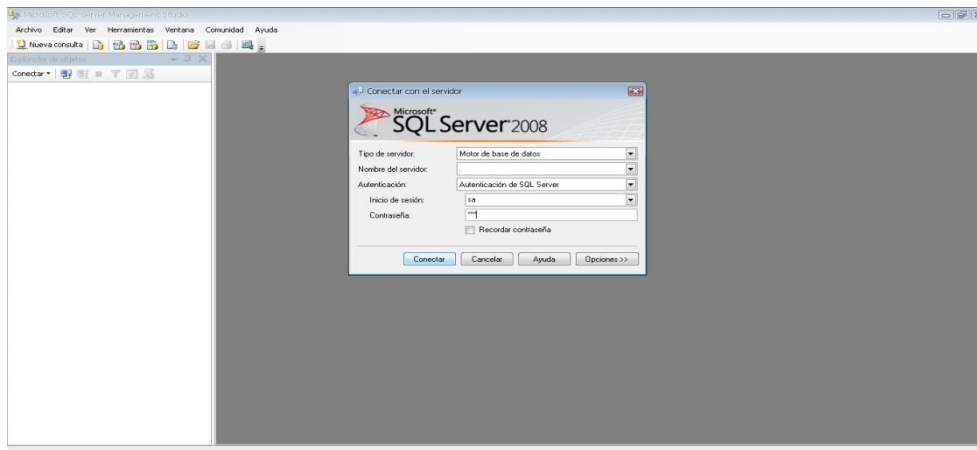 Microsoft SQL Server Management Studio
Archivo Editar Ver Herramientas Ventana Comunidad Ayuda
Nueva consulta
Explorador de objetos
Conectar
Conectar con el servidor
Microsoft®
SQL Server 2008
Tipo de servidor: Motor de base de datos
Nombre del servidor: .
Autenticación: Autenticación de SQL Server
Inicio de sesión: sa
Contraseña: ***
Recordar contraseña
Conectar Cancelar Ayuda Opciones >>